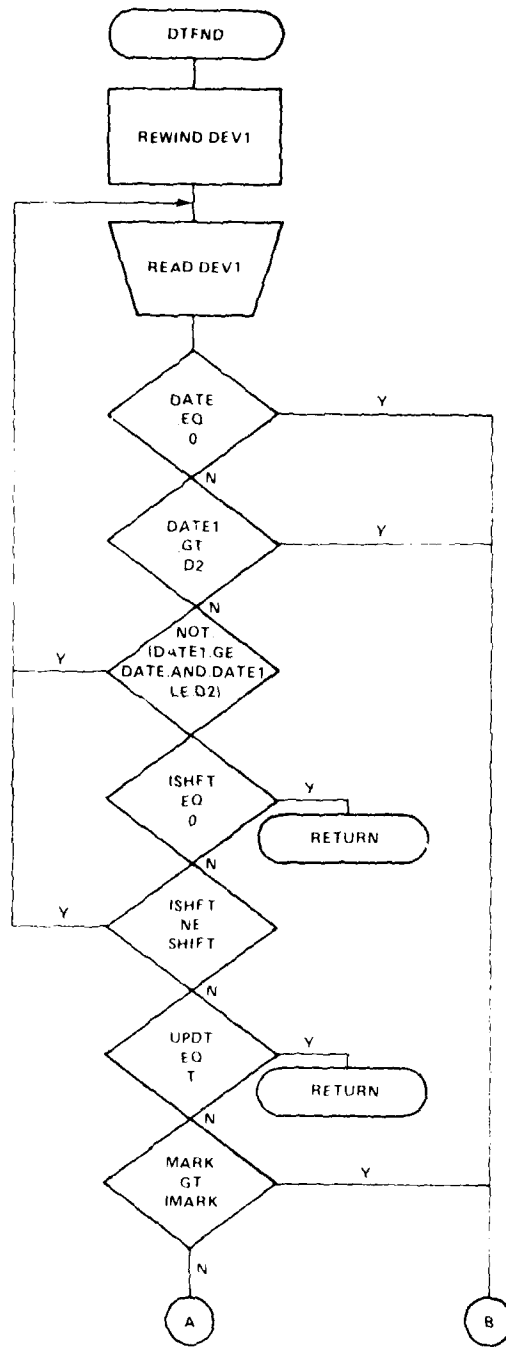 DTFND
REWIND DEV1
READ DEV1
DATE
EQ
0
Y
N
DATE1
GT
D2
Y
N
NOT.
(DATE1.GE
DATE.AND.DATE1
LE.D2)
Y
ISHFT
EQ
0
Y
RETURN
N
ISHFT
NE
SHIFT
Y
N
UPDT
EQ
T
Y
RETURN
N
MARK
GT
IMARK
Y
N
A
B